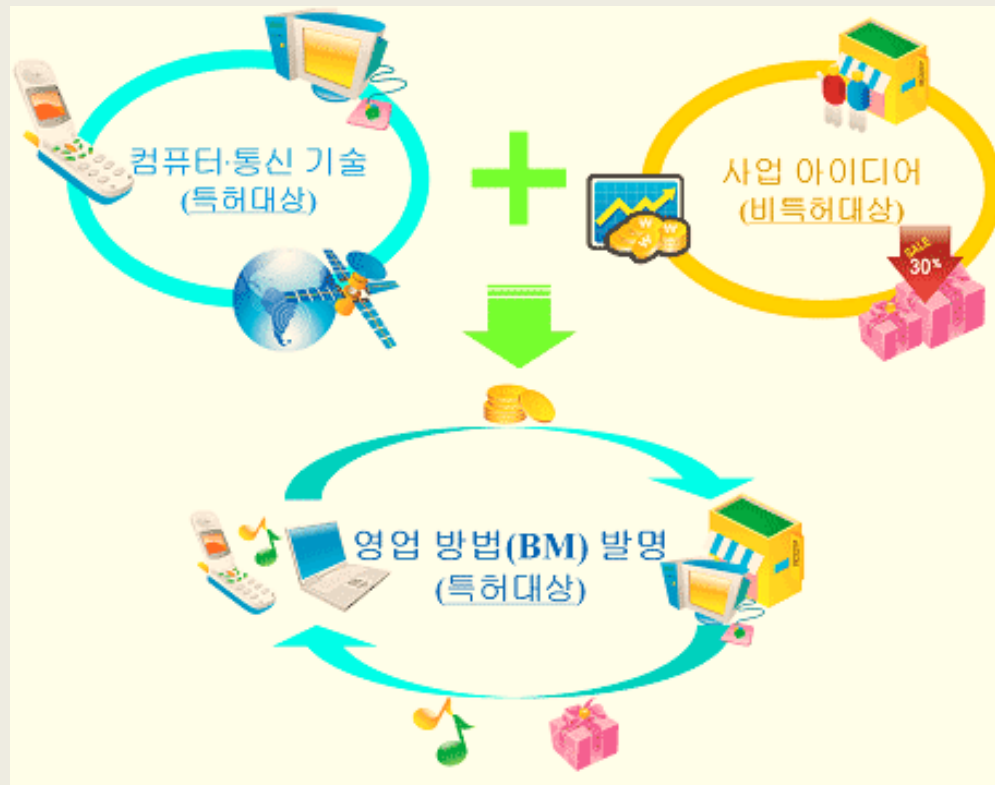 컴퓨터·통신 기술
(특허대상)
사업 아이디어
(비특허대상)
SALE
30%
영업 방법(BM) 발명
(특허대상)